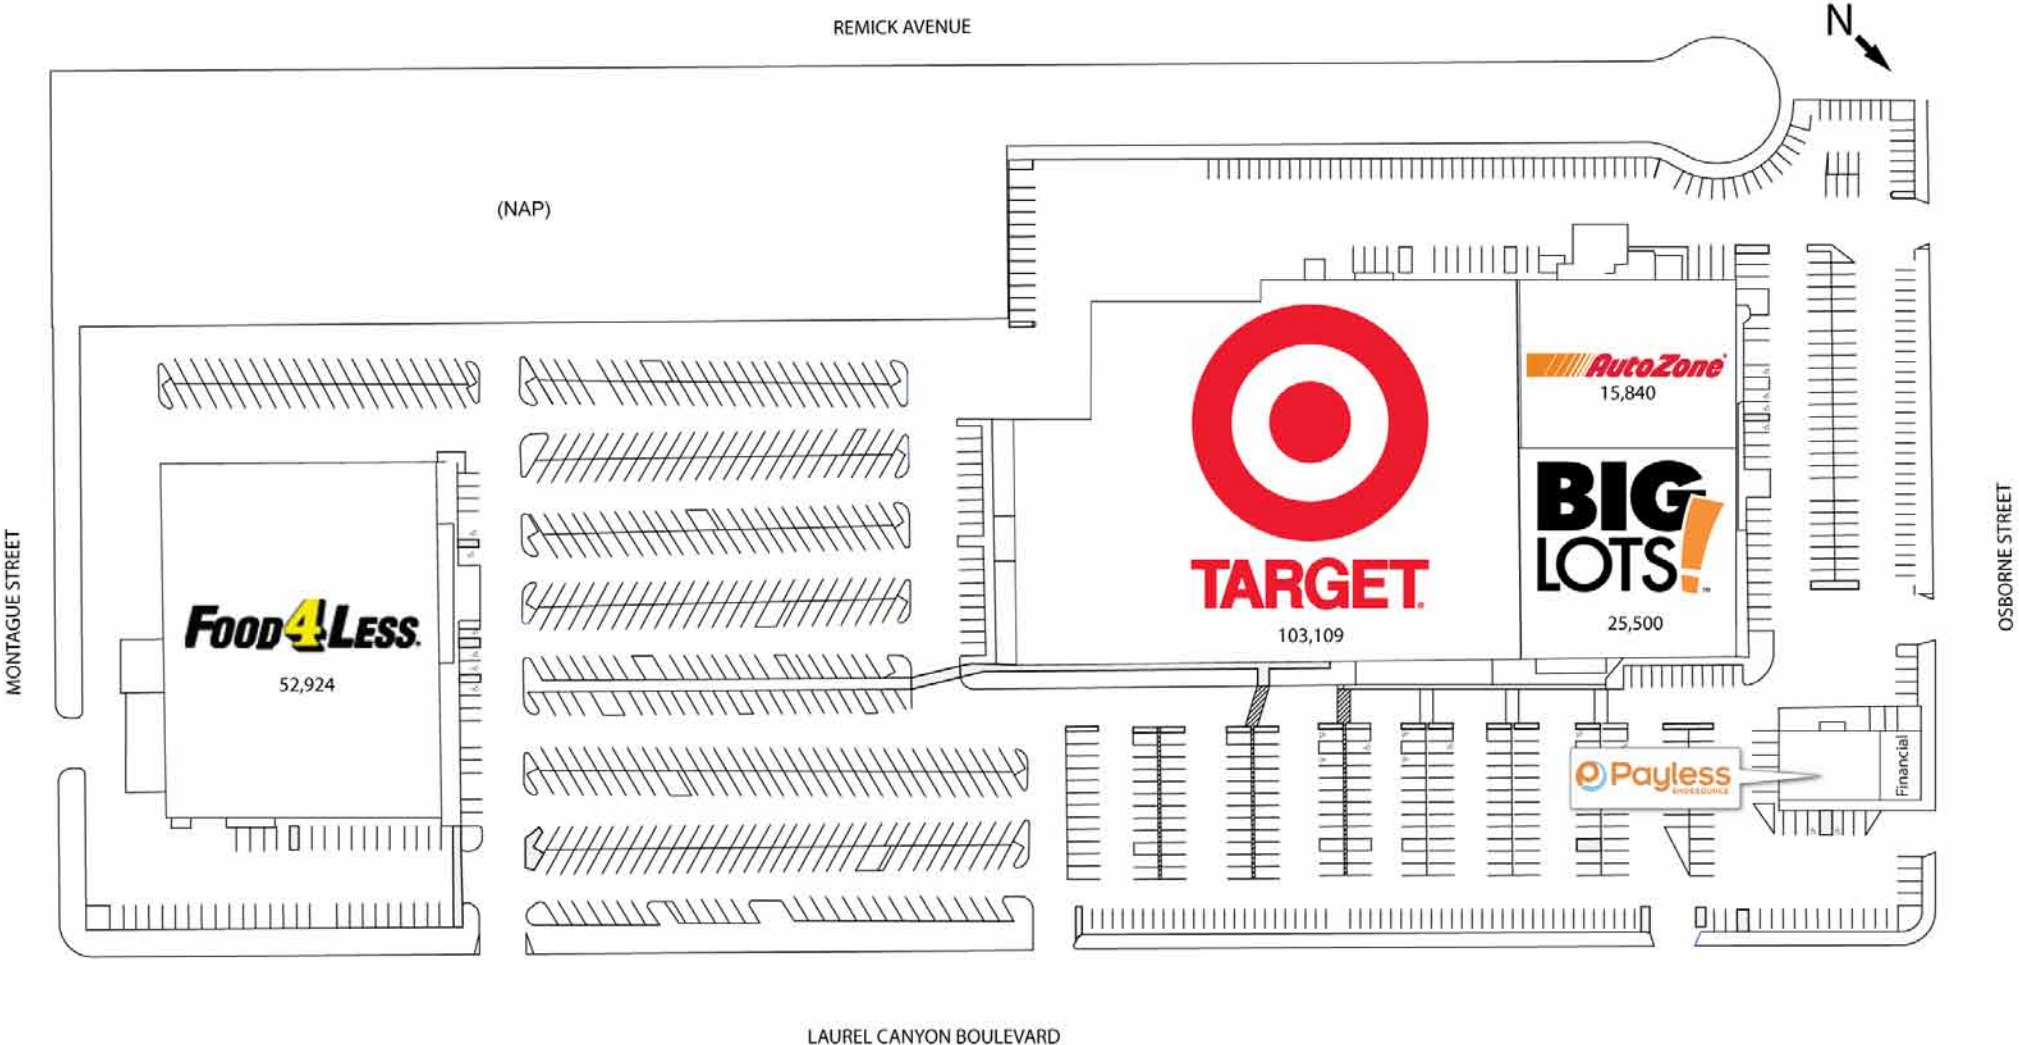 REMICK AVENUE
N
(NAP)
MONTAGUE STREET
FOOD4LESS.
52,924
TARGET.
103,109
AutoZone
15,840
BIG
LOTS!
25,500
Payless
SHOESOURCE
Financial
OSBORNE STREET
LAUREL CANYON BOULEVARD